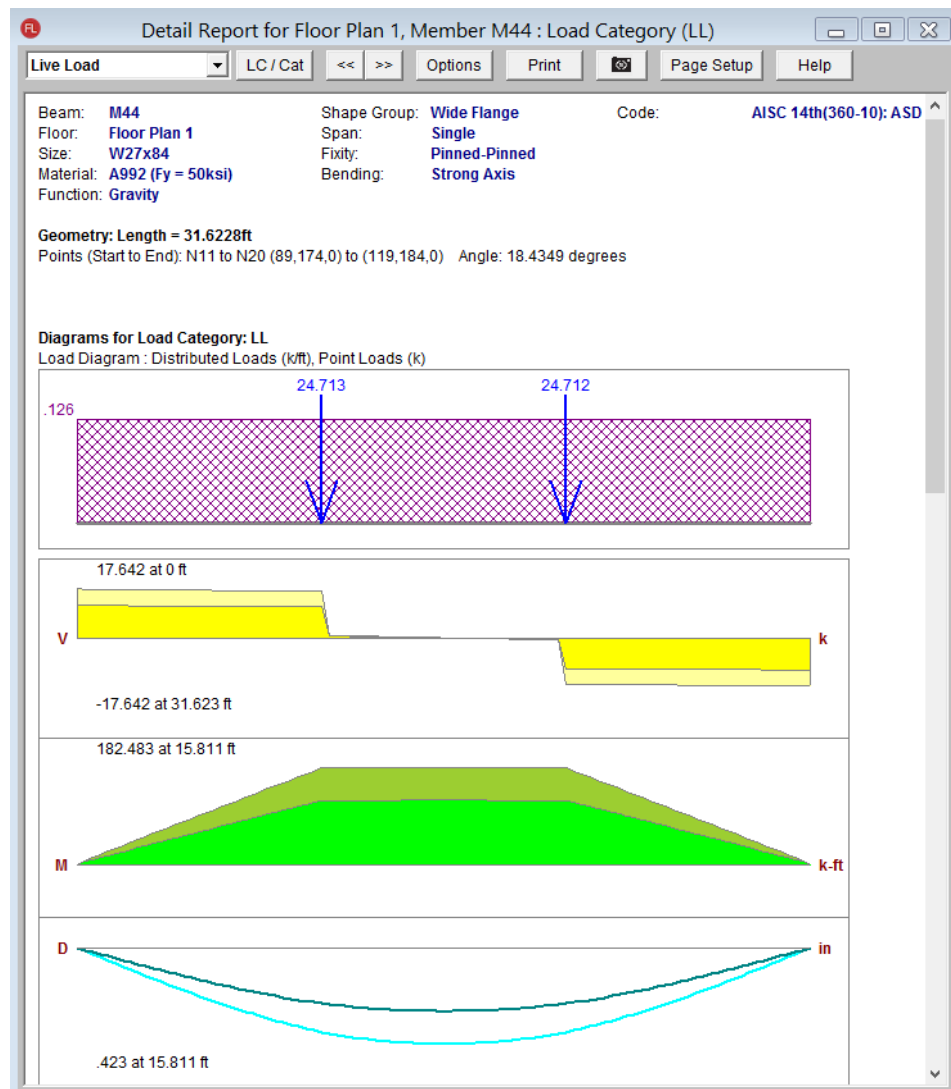 FL Detail Report for Floor Plan 1, Member M44 : Load Category (LL)
Live Load LC / Cat << >> Options Print Page Setup Help
Beam: M44 Shape Group: Wide Flange Code: AISC 14th(360-10): ASD
Floor: Floor Plan 1 Span: Single
Size: W27x84 Fixity: Pinned-Pinned
Material: A992 (Fy = 50ksi) Bending: Strong Axis
Function: Gravity
Geometry: Length = 31.6228ft
Points (Start to End): N11 to N20 (89,174,0) to (119,184,0) Angle: 18.4349 degrees
Diagrams for Load Category: LL
Load Diagram : Distributed Loads (k/ft), Point Loads (k)
24.713 24.712
.126
17.642 at 0 ft
V k
-17.642 at 31.623 ft
182.483 at 15.811 ft
M k-ft
D in
.423 at 15.811 ft